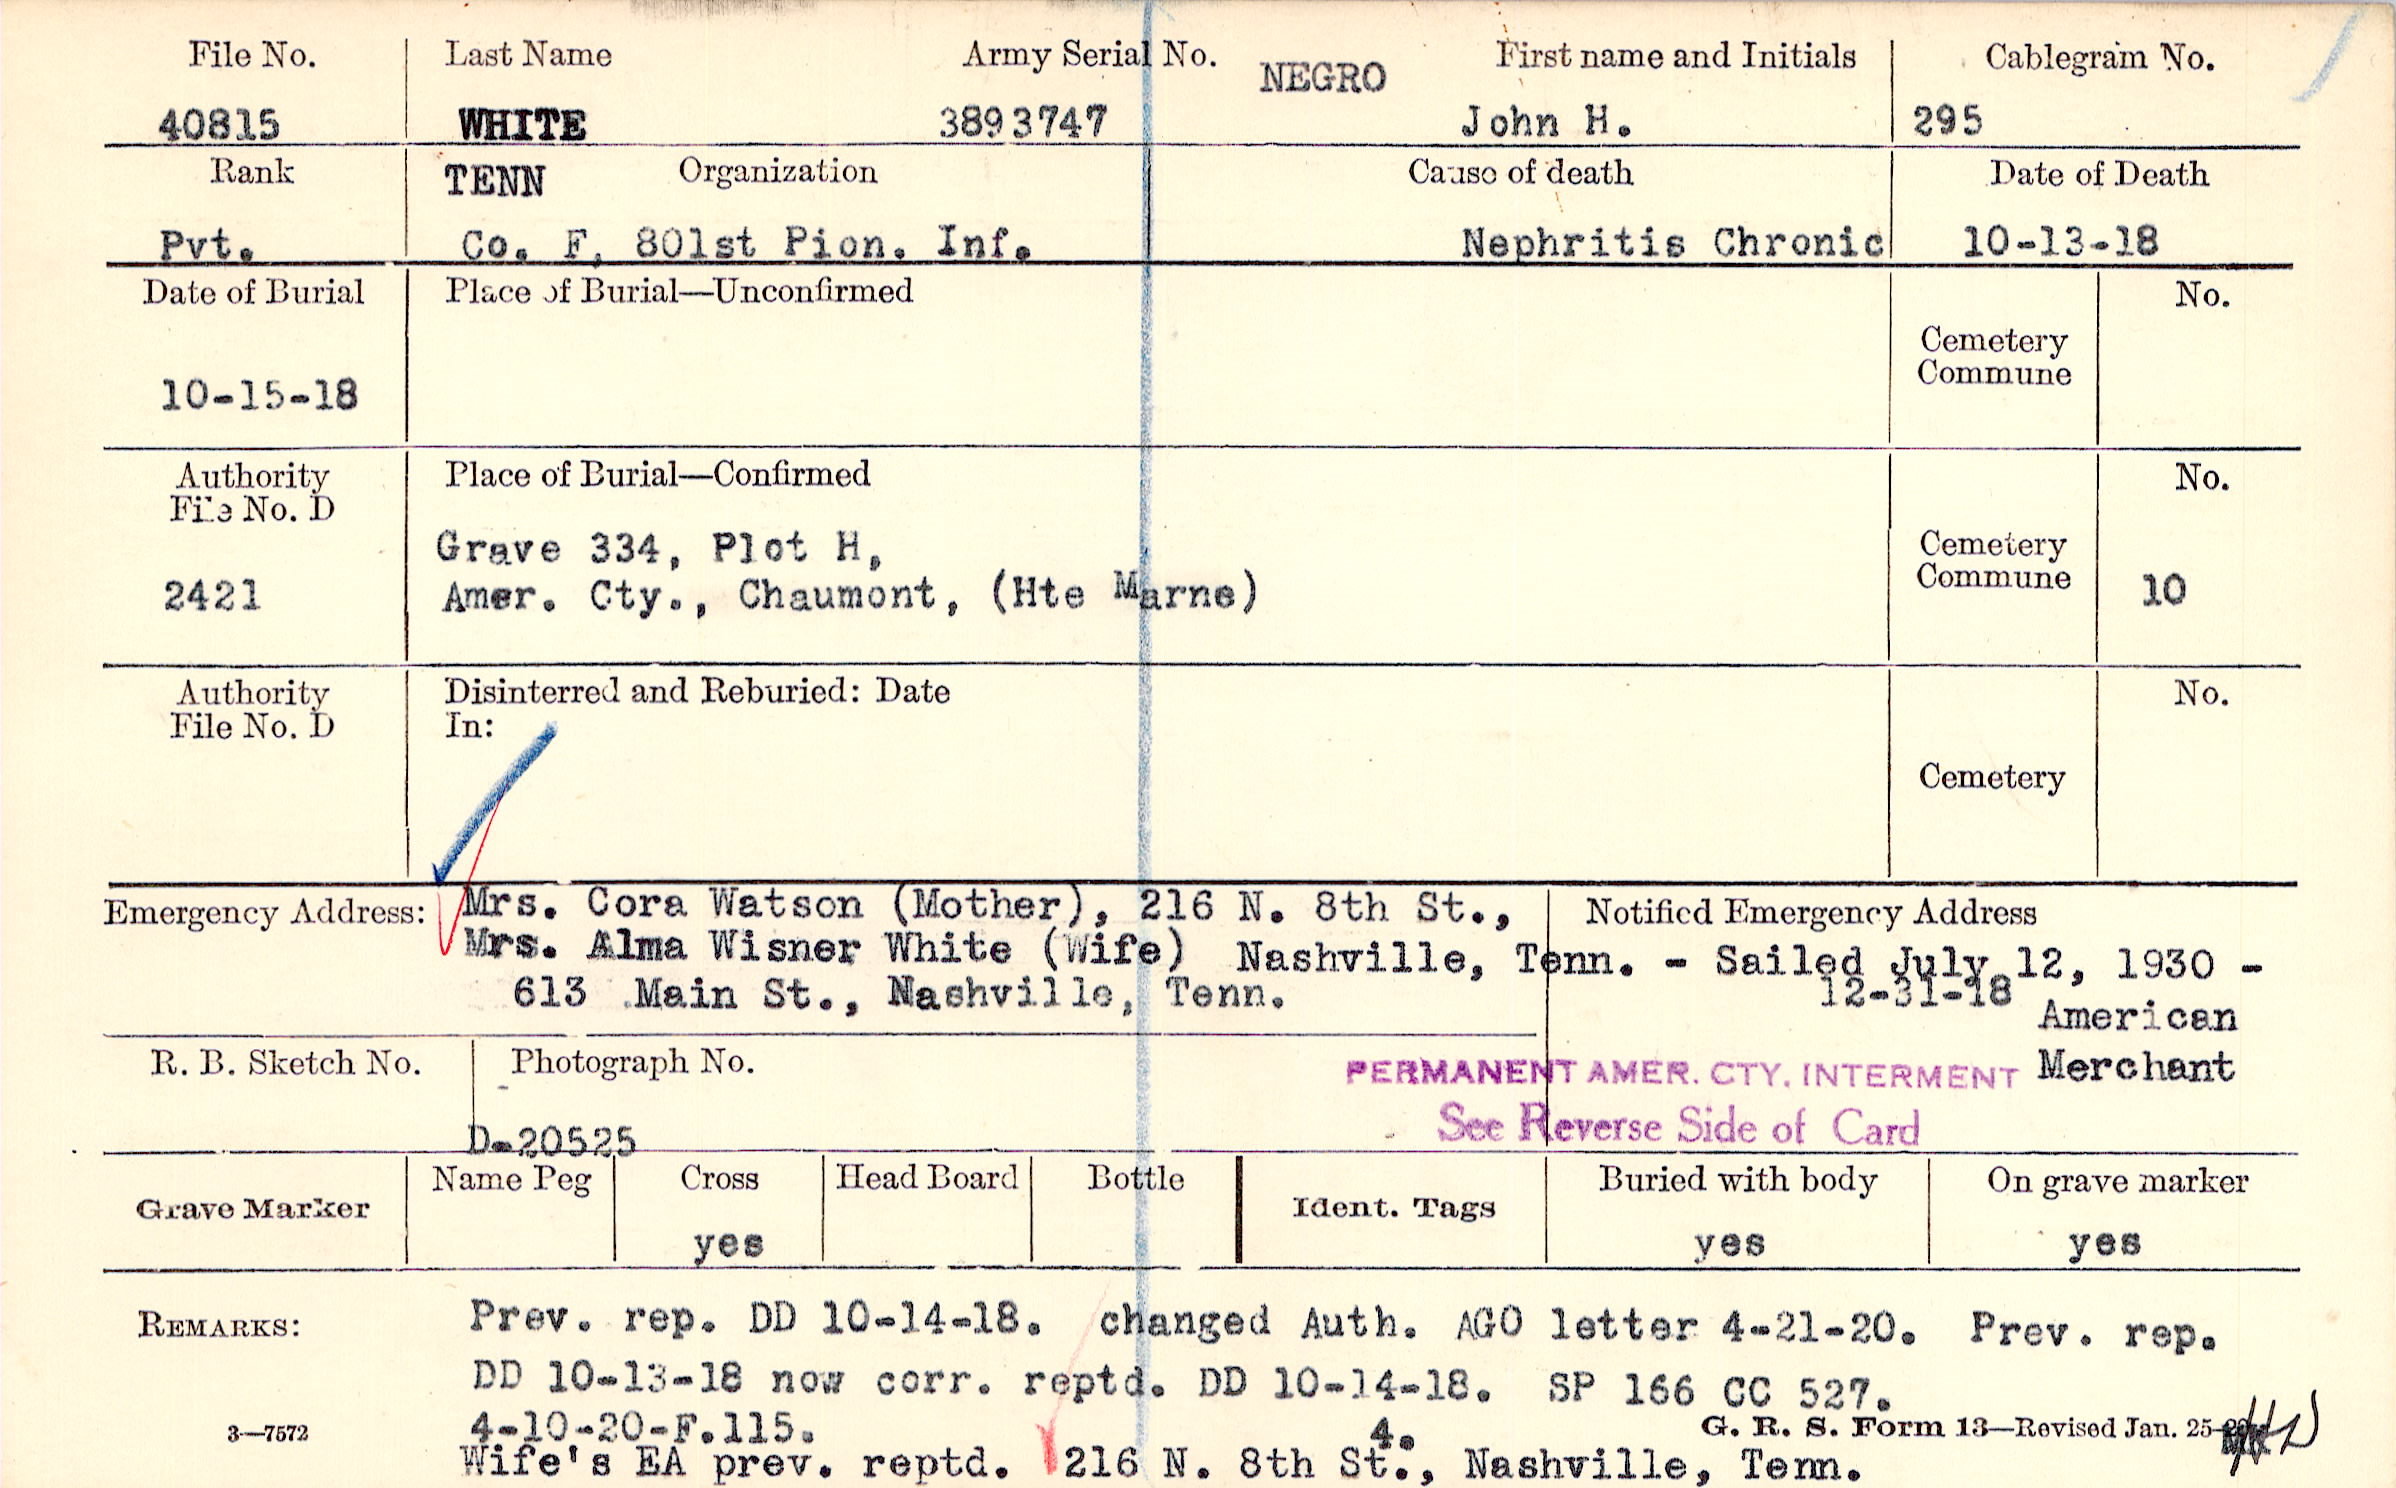 File No. Last Name Army Serial No. NEGRO First name and Initials Cablegram No.
40815 WHITE 3893747 John H. 295
Rank TENN Organization Cause of death Date of Death
Pvt. Co. F, 801st Pion. Inf. Nephritis Chronic 10-13-18
Date of Burial Place of Burial—Unconfirmed No.
Cemetery
Commune
10-15-18
Authority Place of Burial—Confirmed No.
File No. D
Grave 334, Plot H, Cemetery
2421 Amer. Cty., Chaumont, (Hte Marne) Commune 10
Authority Disinterred and Reburied: Date No.
File No. D In:
Cemetery
Emergency Address: Mrs. Cora Watson (Mother), 216 N. 8th St., Notified Emergency Address
Mrs. Alma Wisner White (Wife) Nashville, Tenn. - Sailed July 12, 1930 -
613 Main St., Nashville, Tenn. 12-31-18
American
R. B. Sketch No. Photograph No. PERMANENT AMER. CTY. INTERMENT Merchant
See Reverse Side of Card
D-20525
Grave Marker Name Peg Cross Head Board Bottle Ident. Tags Buried with body On grave marker
yes yes yes
REMARKS: Prev. rep. DD 10-14-18. changed Auth. AGO letter 4-21-20. Prev. rep.
DD 10-13-18 now corr. reptd. DD 10-14-18. SP 166 CC 527.
3—7572 4-10-20-F.115. 4. G. R. S. Form 13—Revised Jan. 25-
Wife's EA prev. reptd. 216 N. 8th St., Nashville, Tenn.